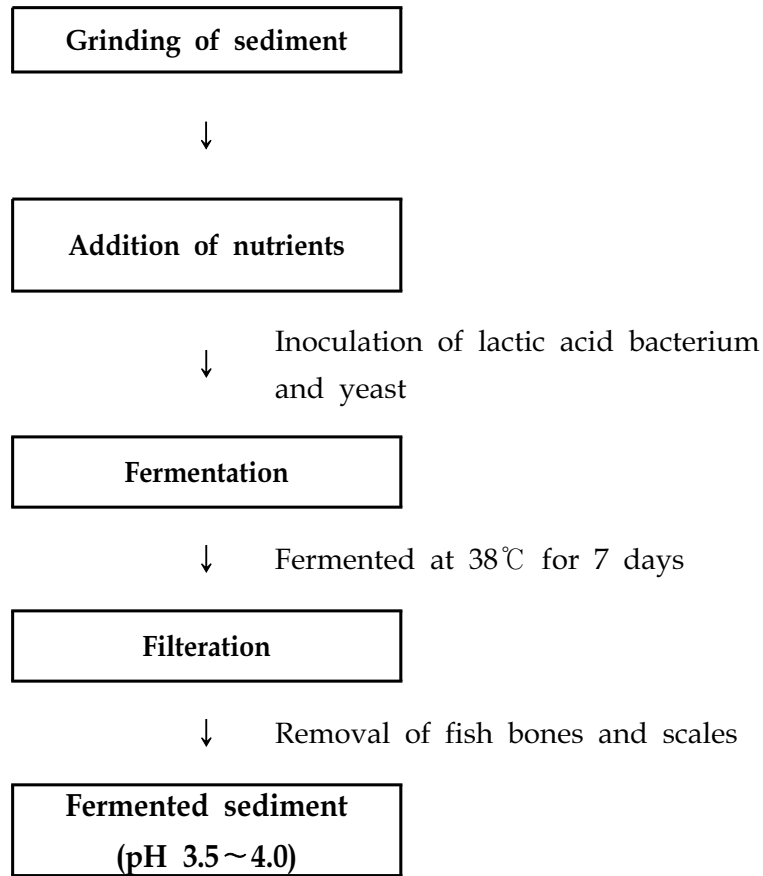 Grinding of sediment
↓
Addition of nutrients
↓
Inoculation of lactic acid bacterium
and yeast
Fermentation
↓
Fermented at 38℃ for 7 days
Filteration
↓
Removal of fish bones and scales
Fermented sediment
(pH 3.5～4.0)